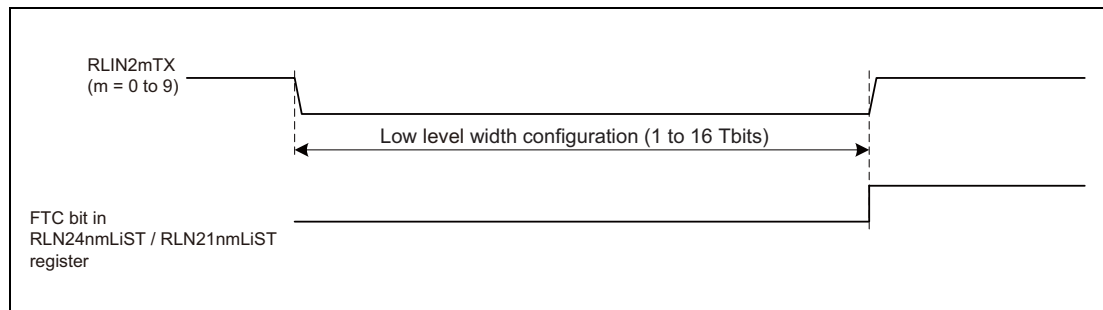 RLIN2mTX
(m = 0 to 9)
Low level width configuration (1 to 16 Tbits)
FTC bit in
RLN24nmLiST / RLN21nmLiST
register